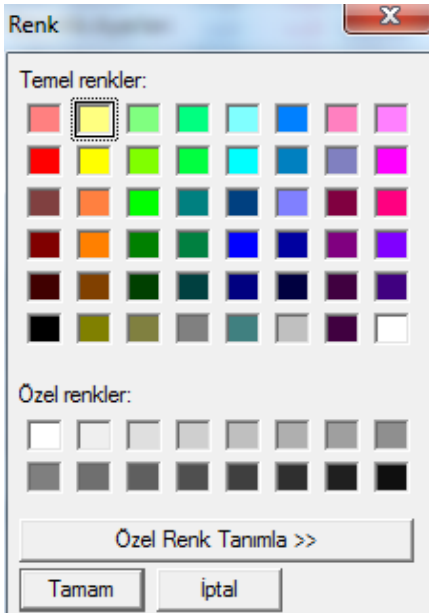 Renk
Temel renkler:
Özel renkler:
Özel Renk Tanımla >>
Tamam
İptal